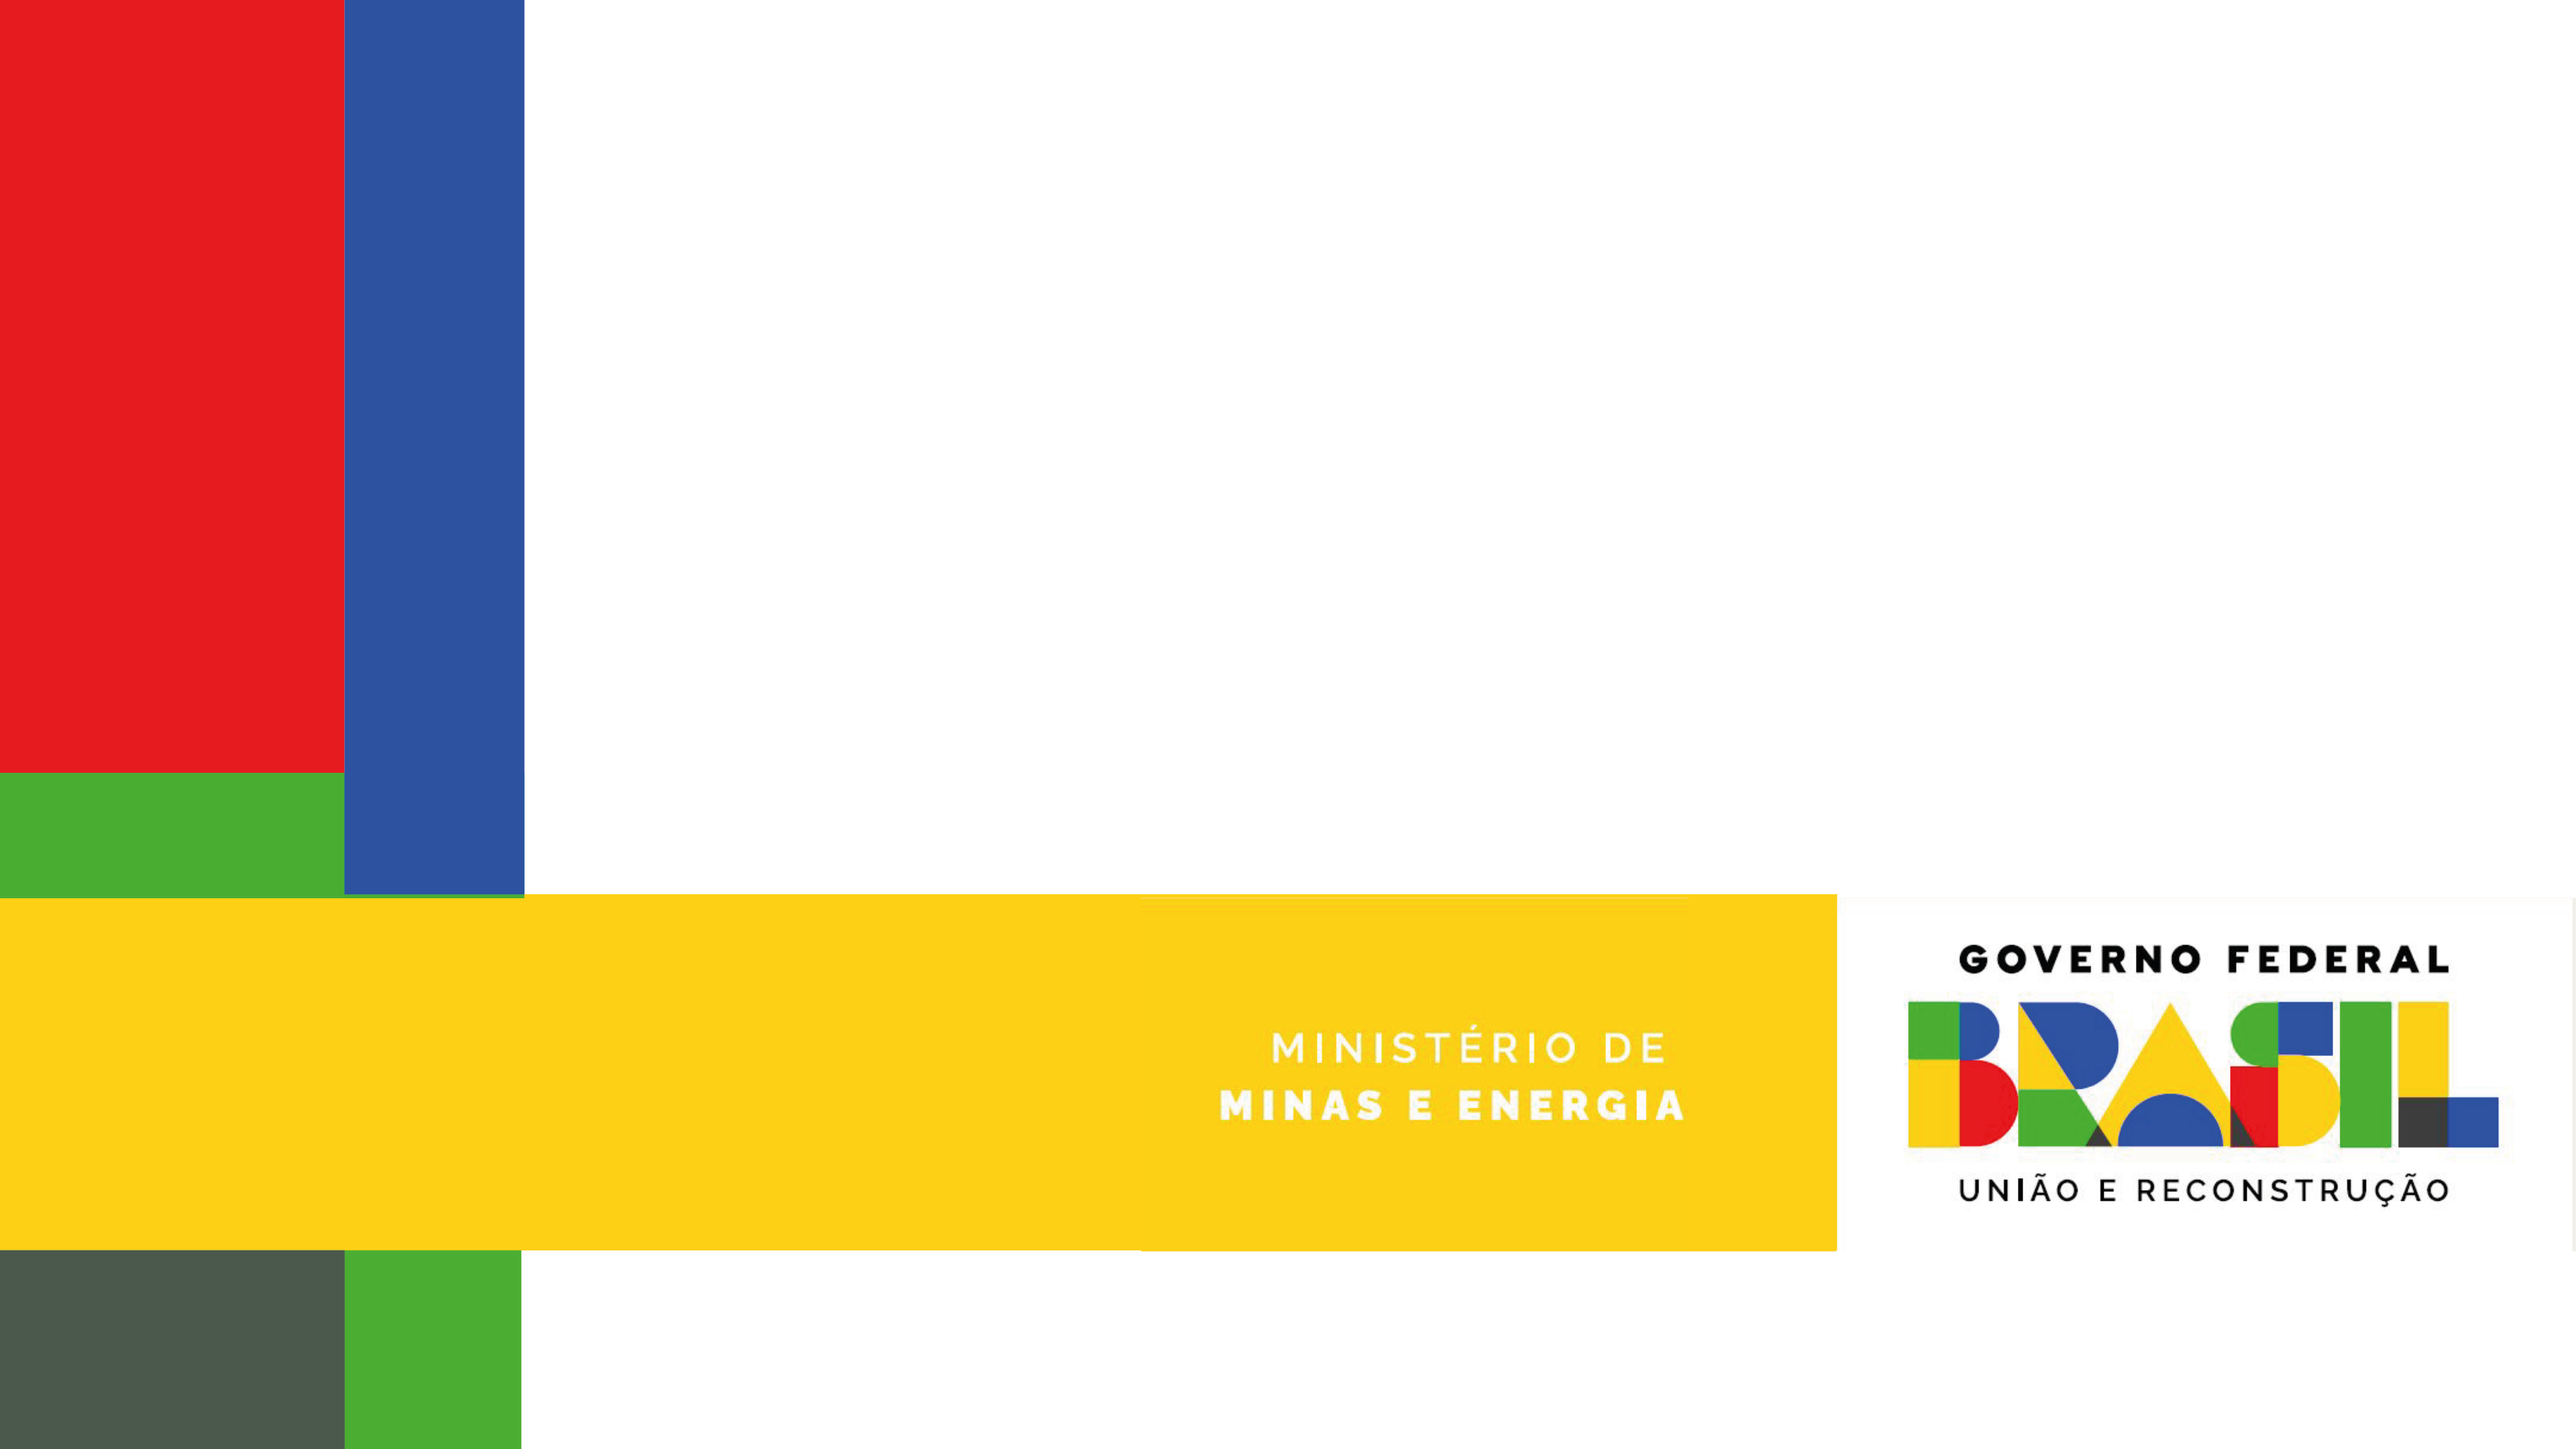 MINISTÉRIO DE
MINAS E ENERGIA
GOVERNO FEDERAL
BRASIL
UNIÃO E RECONSTRUÇÃO